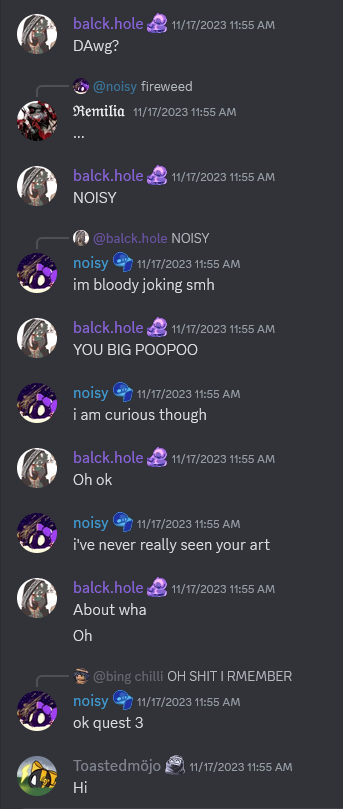 balck.hole 11/17/2023 11:55 AM
DAwg?
@noisy fireweed
𝕽𝖊𝖒𝖎𝖑𝖎𝖆 11/17/2023 11:55 AM
...
balck.hole 11/17/2023 11:55 AM
NOISY
@balck.hole NOISY
noisy 11/17/2023 11:55 AM
im bloody joking smh
balck.hole 11/17/2023 11:55 AM
YOU BIG POOPOO
noisy 11/17/2023 11:55 AM
i am curious though
balck.hole 11/17/2023 11:55 AM
Oh ok
noisy 11/17/2023 11:55 AM
i've never really seen your art
balck.hole 11/17/2023 11:55 AM
About wha
Oh
@bing chilli OH SHIT I RMEMBER
noisy 11/17/2023 11:55 AM
ok quest 3
Toastedmöjo 11/17/2023 11:55 AM
Hi